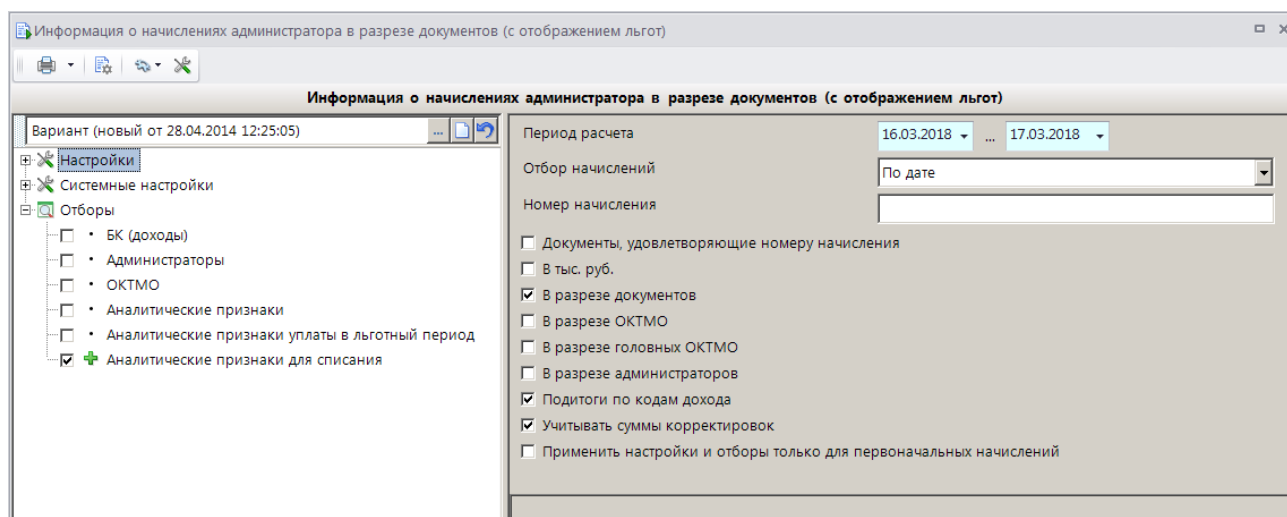 Информация о начислениях администратора в разрезе документов (с отображением льгот)
Информация о начислениях администратора в разрезе документов (с отображением льгот)
Вариант (новый от 28.04.2014 12:25:05)
...
Настройки
Системные настройки
Отборы
БК (доходы)
Администраторы
ОКТМО
Аналитические признаки
Аналитические признаки уплаты в льготный период
Аналитические признаки для списания
Период расчета
16.03.2018 ... 17.03.2018
Отбор начислений
По дате
Номер начисления
Документы, удовлетворяющие номеру начисления
В тыс. руб.
В разрезе документов
В разрезе ОКТМО
В разрезе головных ОКТМО
В разрезе администраторов
Подитоги по кодам дохода
Учитывать суммы корректировок
Применить настройки и отборы только для первоначальных начислений